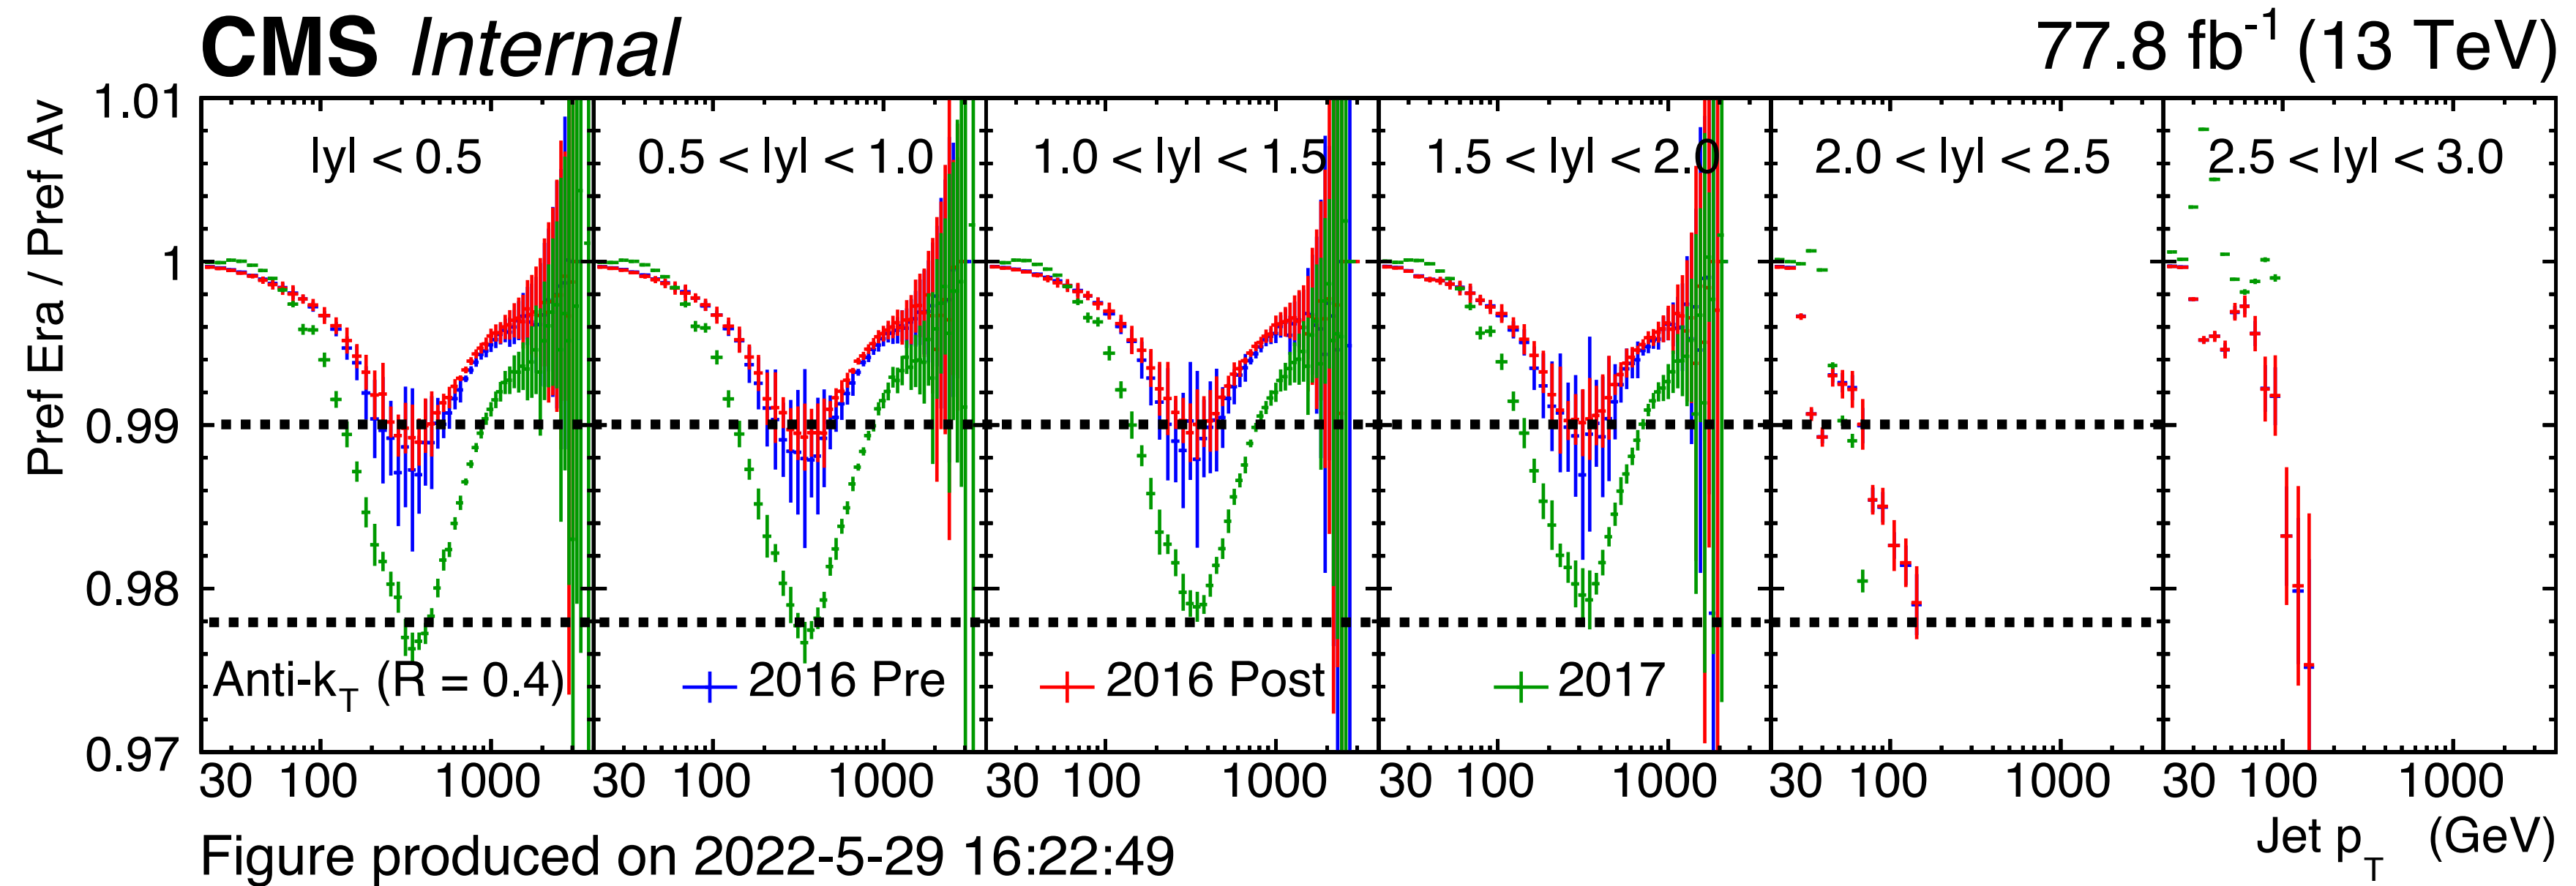 CMS Internal
77.8 fb-1 (13 TeV)
Pref Era / Pref Av
1.01
1
0.99
0.98
0.97
|y| < 0.5
0.5 < |y| < 1.0
1.0 < |y| < 1.5
1.5 < |y| < 2.0
2.0 < |y| < 2.5
2.5 < |y| < 3.0
Anti-kT (R = 0.4)
2016 Pre
2016 Post
2017
30 100 1000 30 100 1000 30 100 1000 30 100 1000 30 100 1000 30 100 1000
Jet pT (GeV)
Figure produced on 2022-5-29 16:22:49